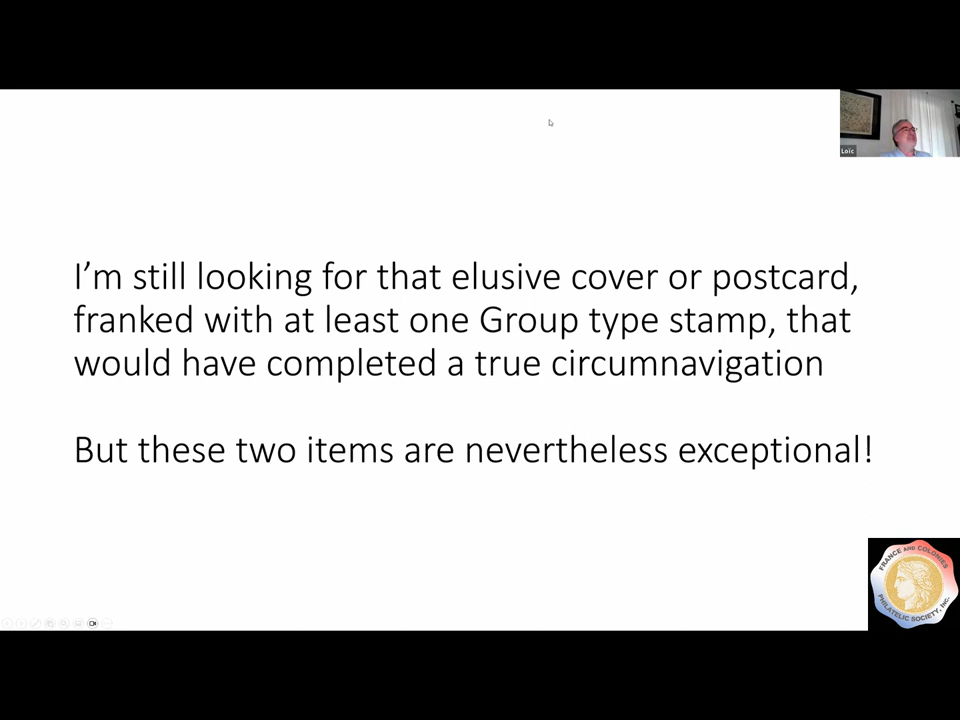 Loïc
I'm still looking for that elusive cover or postcard,
franked with at least one Group type stamp, that
would have completed a true circumnavigation
But these two items are nevertheless exceptional!
FRANCE AND COLONIES
PHILATELIC SOCIETY, INC.